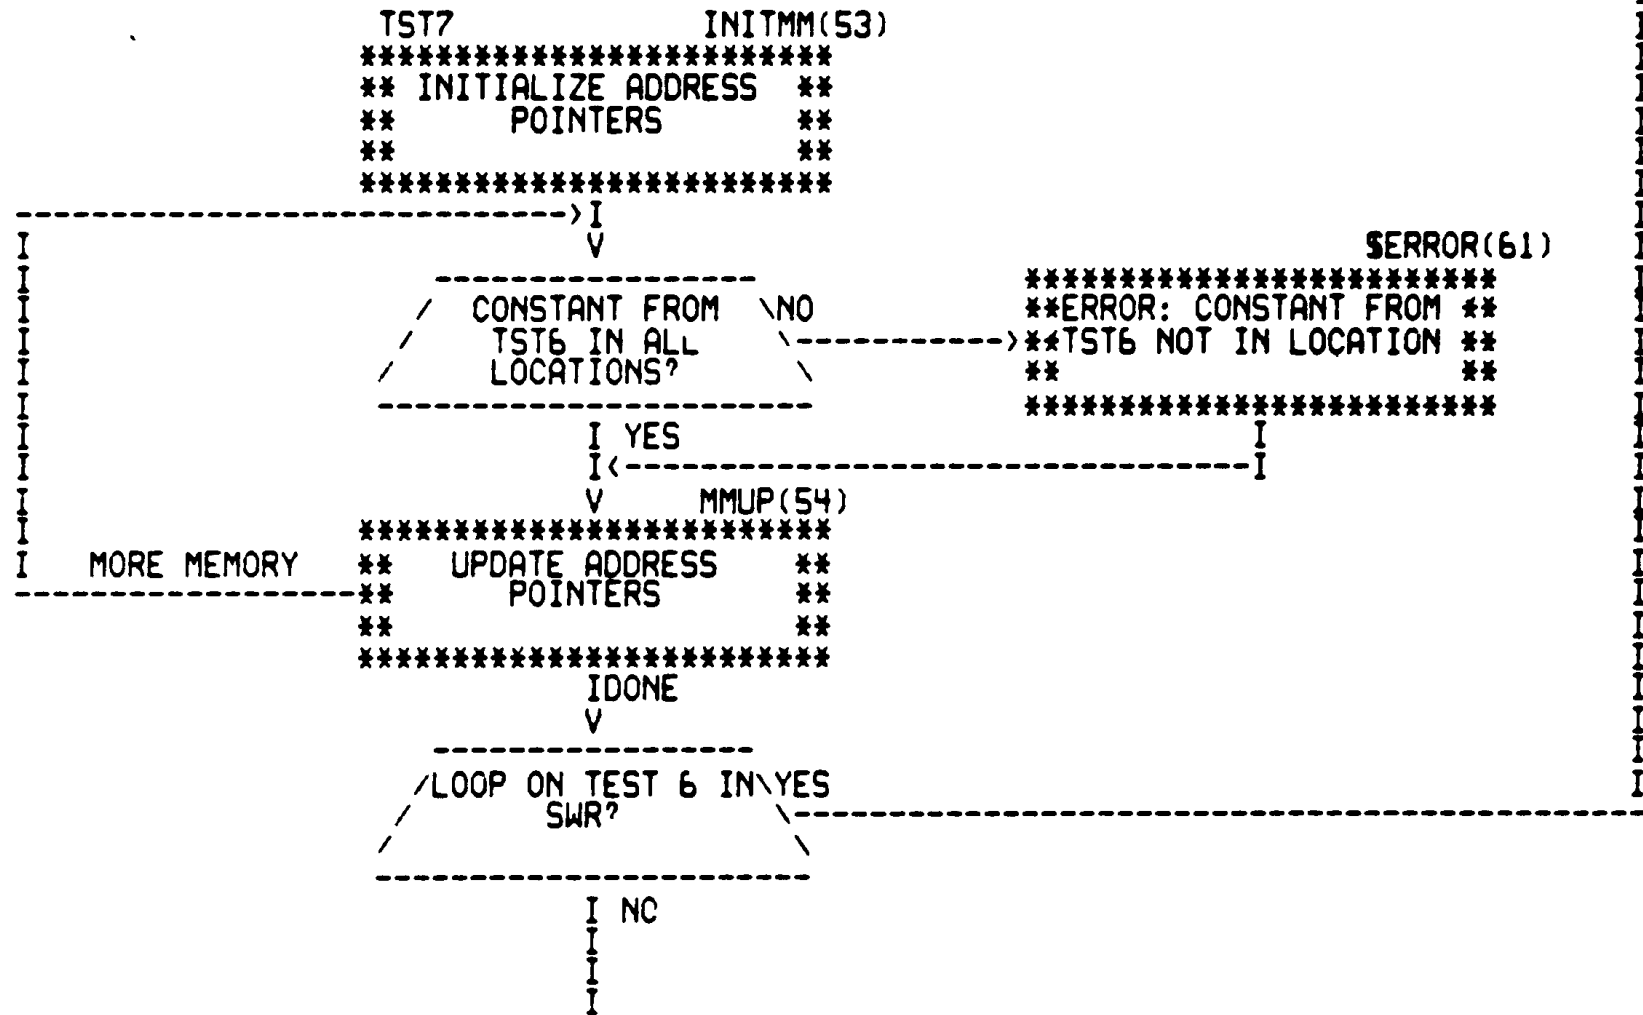 TST7 INITMM(53)
************************
** INITIALIZE ADDRESS **
** POINTERS **
** **
************************
----------------------------->I
I V $ERROR(61)
I ----------------- ************************
I / CONSTANT FROM \NO **ERROR: CONSTANT FROM **
I / TST6 IN ALL \----------->**TST6 NOT IN LOCATION **
I / LOCATIONS? \ ** **
I ----------------------- ************************
I I YES I
I I<---------------------------------I
I V MMUP(54)
I ************************
I MORE MEMORY ** UPDATE ADDRESS **
------------------** POINTERS **
** **
************************
IDONE
V
-----------------
/LOOP ON TEST 6 IN\YES
/ SWR? \---------------------------------------------
/ \
-----------------------
I NO
I
I
I